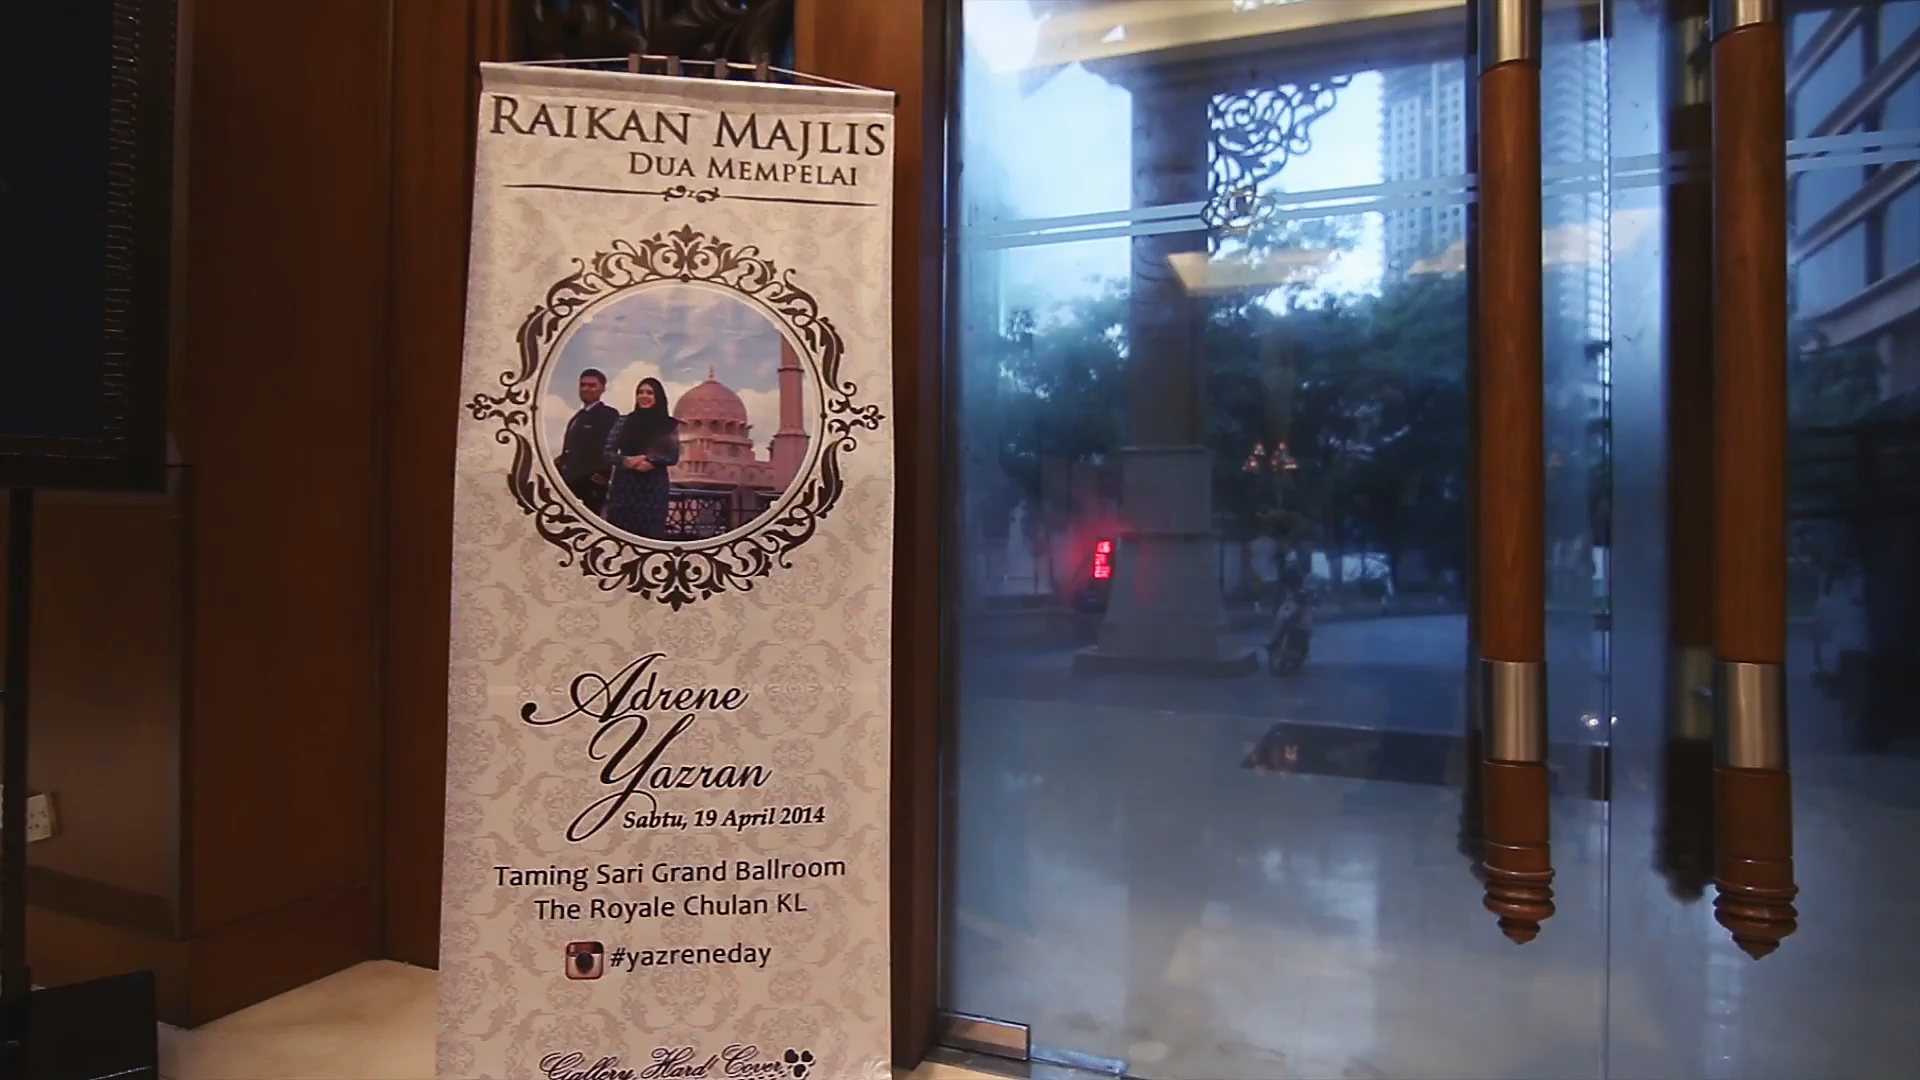 RAIKAN MAJLIS
DUA MEMPELAI
Adrene
Yazran
Sabtu, 19 April 2014
Taming Sari Grand Ballroom
The Royale Chulan KL
#yazreneday
Gallery Hard Cover